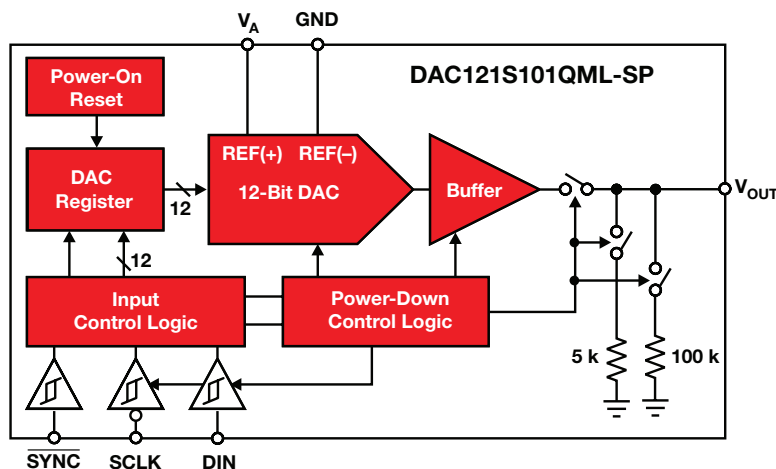 V_A GND
DAC121S101QML-SP
Power-On
Reset
REF(+) REF(–)
12-Bit DAC
DAC
Register
12
Buffer
V_OUT
12
Input
Control Logic
Power-Down
Control Logic
5 k
100 k
SYNC SCLK DIN